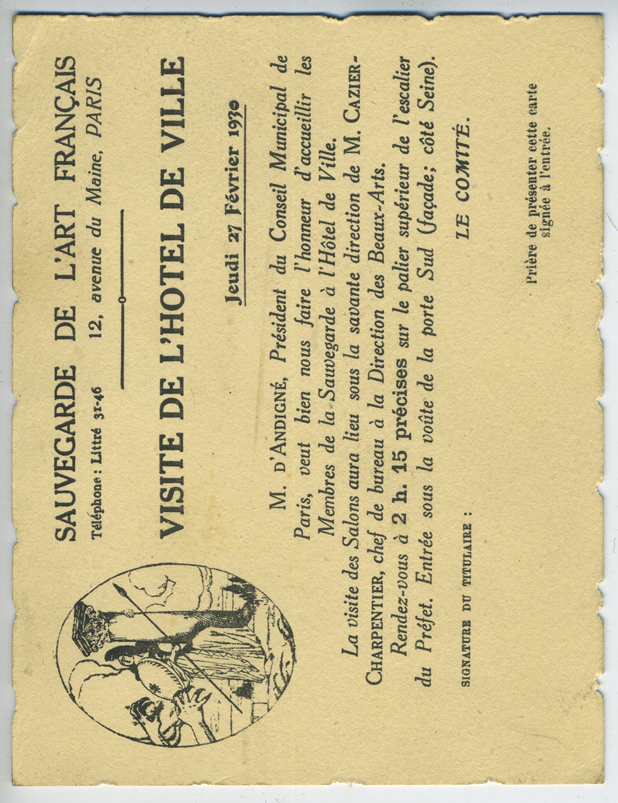 SAUVEGARDE DE L'ART FRANÇAIS
Téléphone : Littré 31-46 12, avenue du Maine, PARIS
VISITE DE L'HOTEL DE VILLE
Jeudi 27 Février 1930
M. D'ANDIGNÉ, Président du Conseil Municipal de
Paris, veut bien nous faire l'honneur d'accueillir les
Membres de la Sauvegarde à l'Hôtel de Ville.
La visite des Salons aura lieu sous la savante direction de M. CAZIER-
CHARPENTIER, chef de bureau à la Direction des Beaux-Arts.
Rendez-vous à 2 h. 15 précises sur le palier supérieur de l'escalier
du Préfet. Entrée sous la voûte de la porte Sud (façade; côté Seine).
SIGNATURE DU TITULAIRE :
LE COMITÉ.
Prière de présenter cette carte
signée à l'entrée.